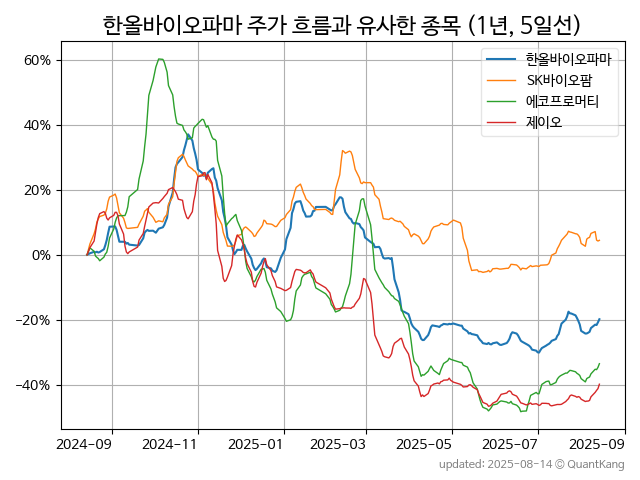 한올바이오파마 주가 흐름과 유사한 종목 (1년, 5일선)
한올바이오파마
SK바이오팜
에코프로머티
제이오
60%
40%
20%
0%
−20%
−40%
2024-09
2024-11
2025-01
2025-03
2025-05
2025-07
2025-09
updated: 2025-08-14 © QuantKang